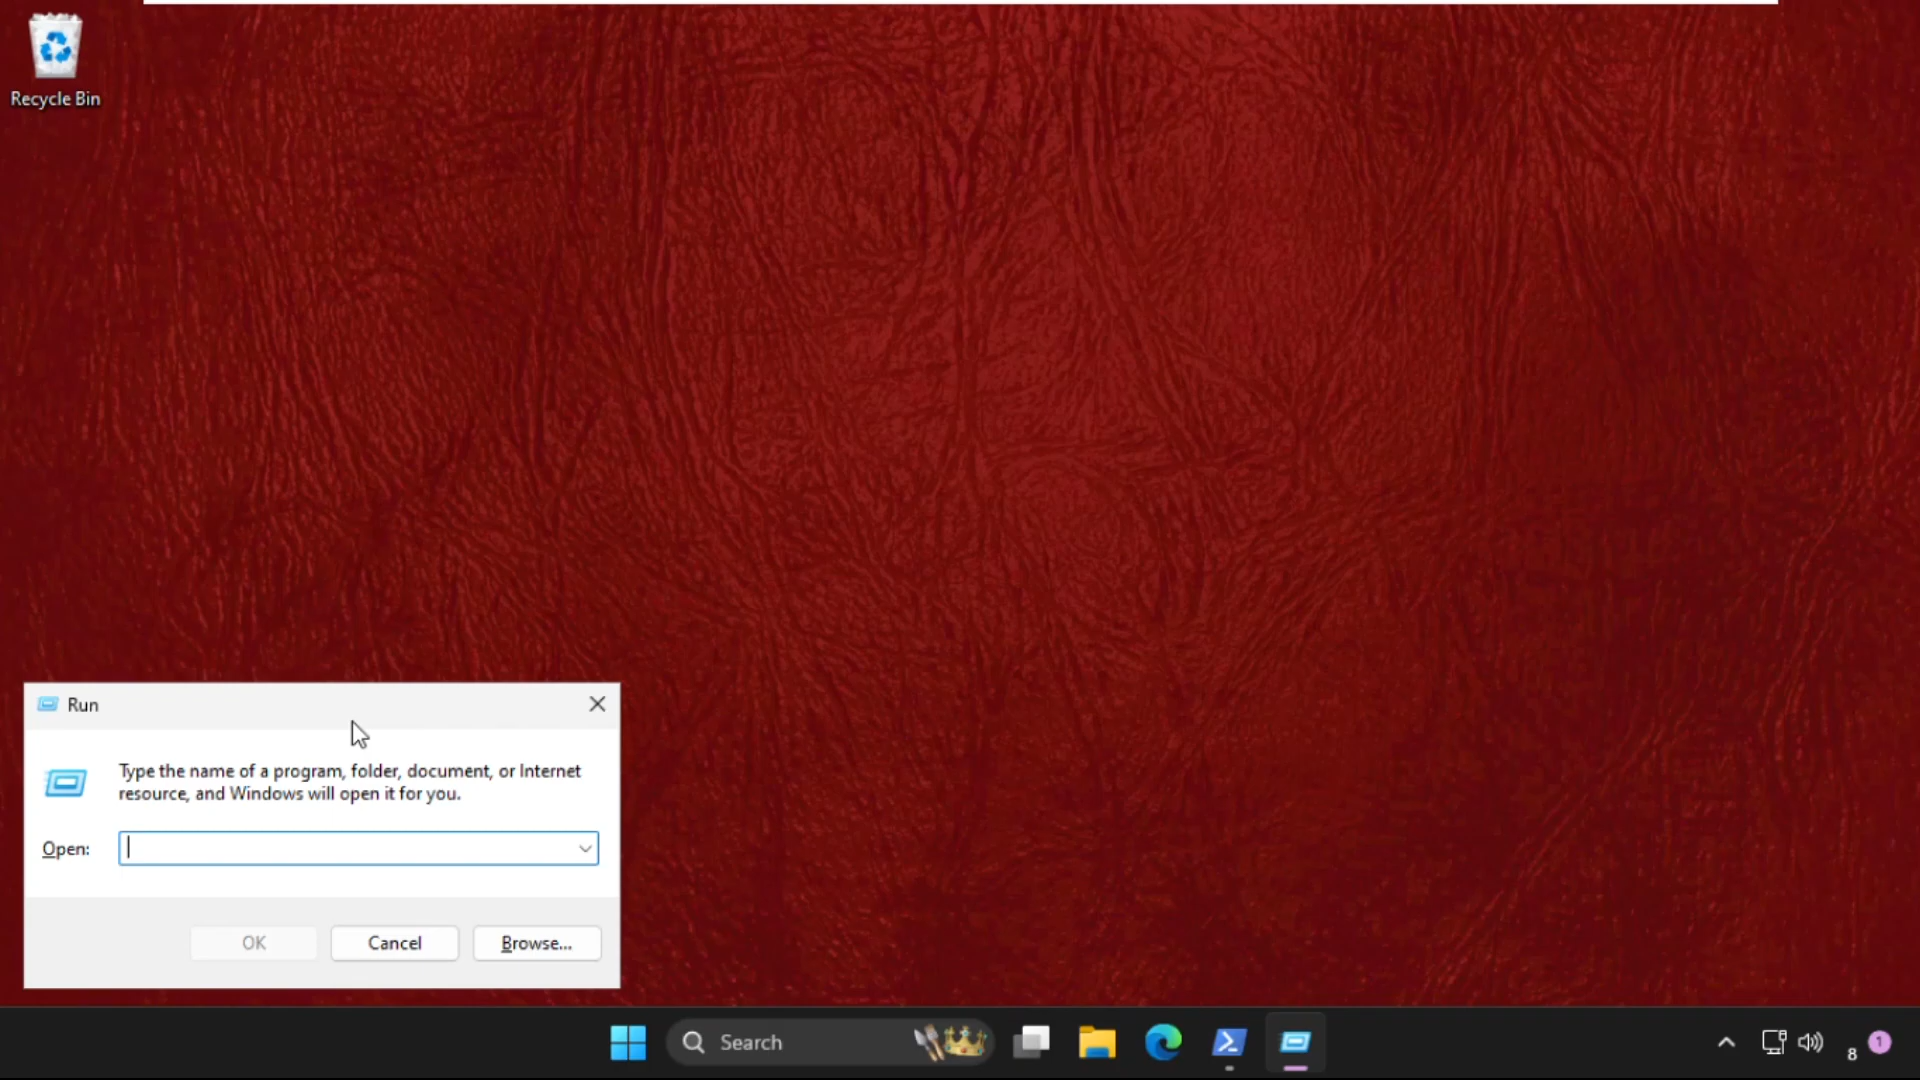 Recycle Bin
Run
Type the name of a program, folder, document, or Internet
resource, and Windows will open it for you.
Open:
OK
Cancel
Browse...
Search
8
1